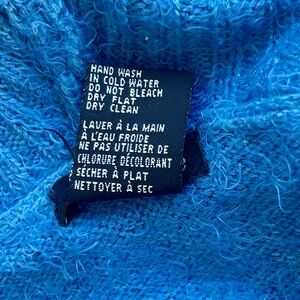 HAND WASH
IN COLD WATER
DO NOT BLEACH
DRY FLAT
DRY CLEAN
LAVER À LA MAIN
À L'EAU FROIDE
NE PAS UTILISER DE
CHLORURE DÉCOLORANT
SÉCHER À PLAT
NETTOYER À SEC